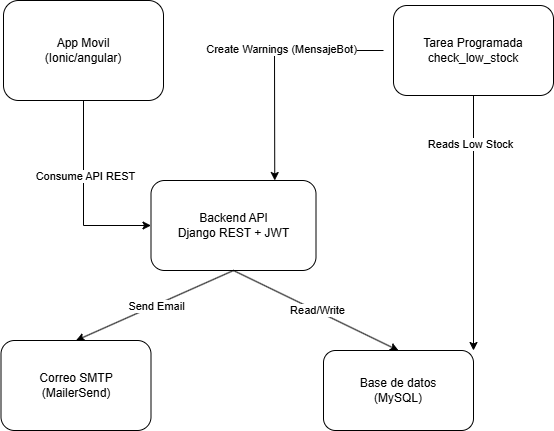 App Movil
(Ionic/angular)
Create Warnings (MensajeBot)
Tarea Programada
check_low_stock
Reads Low Stock
Consume API REST
Backend API
Django REST + JWT
Send Email
Read/Write
Correo SMTP
(MailerSend)
Base de datos
(MySQL)